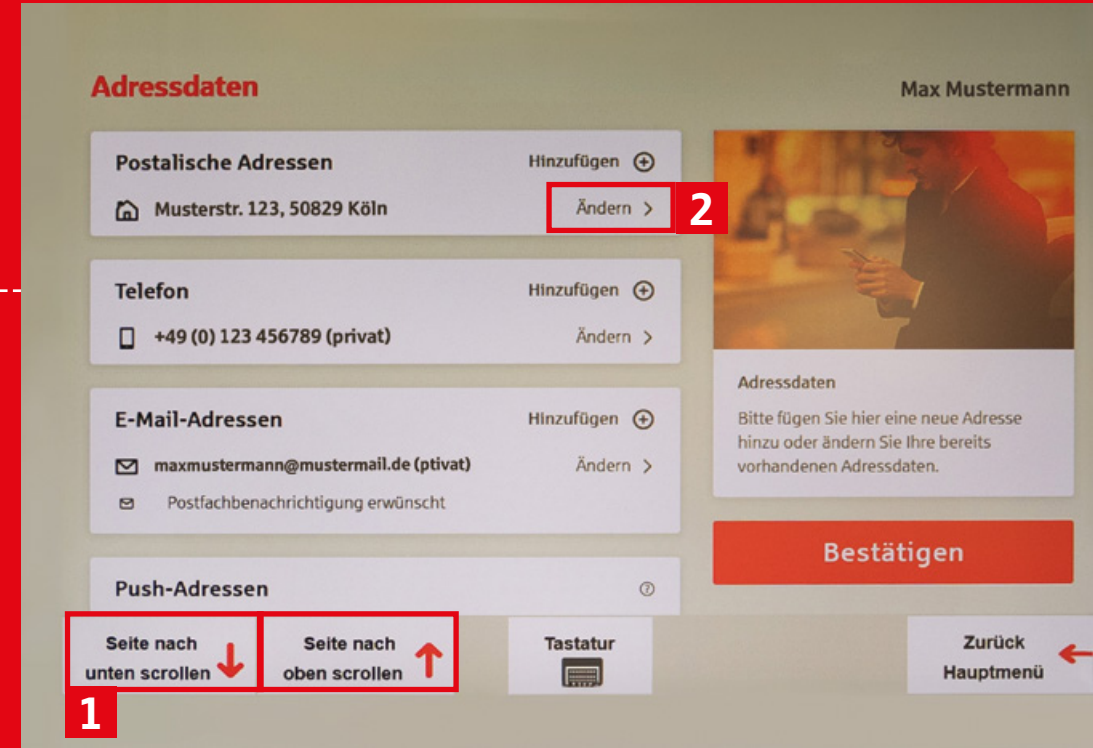 Adressdaten
Max Mustermann
Postalische Adressen
Hinzufügen
Musterstr. 123, 50829 Köln
Ändern >
2
Telefon
Hinzufügen
+49 (0) 123 456789 (privat)
Ändern >
E-Mail-Adressen
Hinzufügen
maxmustermann@mustermail.de (ptivat)
Ändern >
Postfachbenachrichtigung erwünscht
Push-Adressen
Adressdaten
Bitte fügen Sie hier eine neue Adresse
hinzu oder ändern Sie Ihre bereits
vorhandenen Adressdaten.
Bestätigen
Seite nach
unten scrollen
Seite nach
oben scrollen
Tastatur
Zurück
Hauptmenü
1